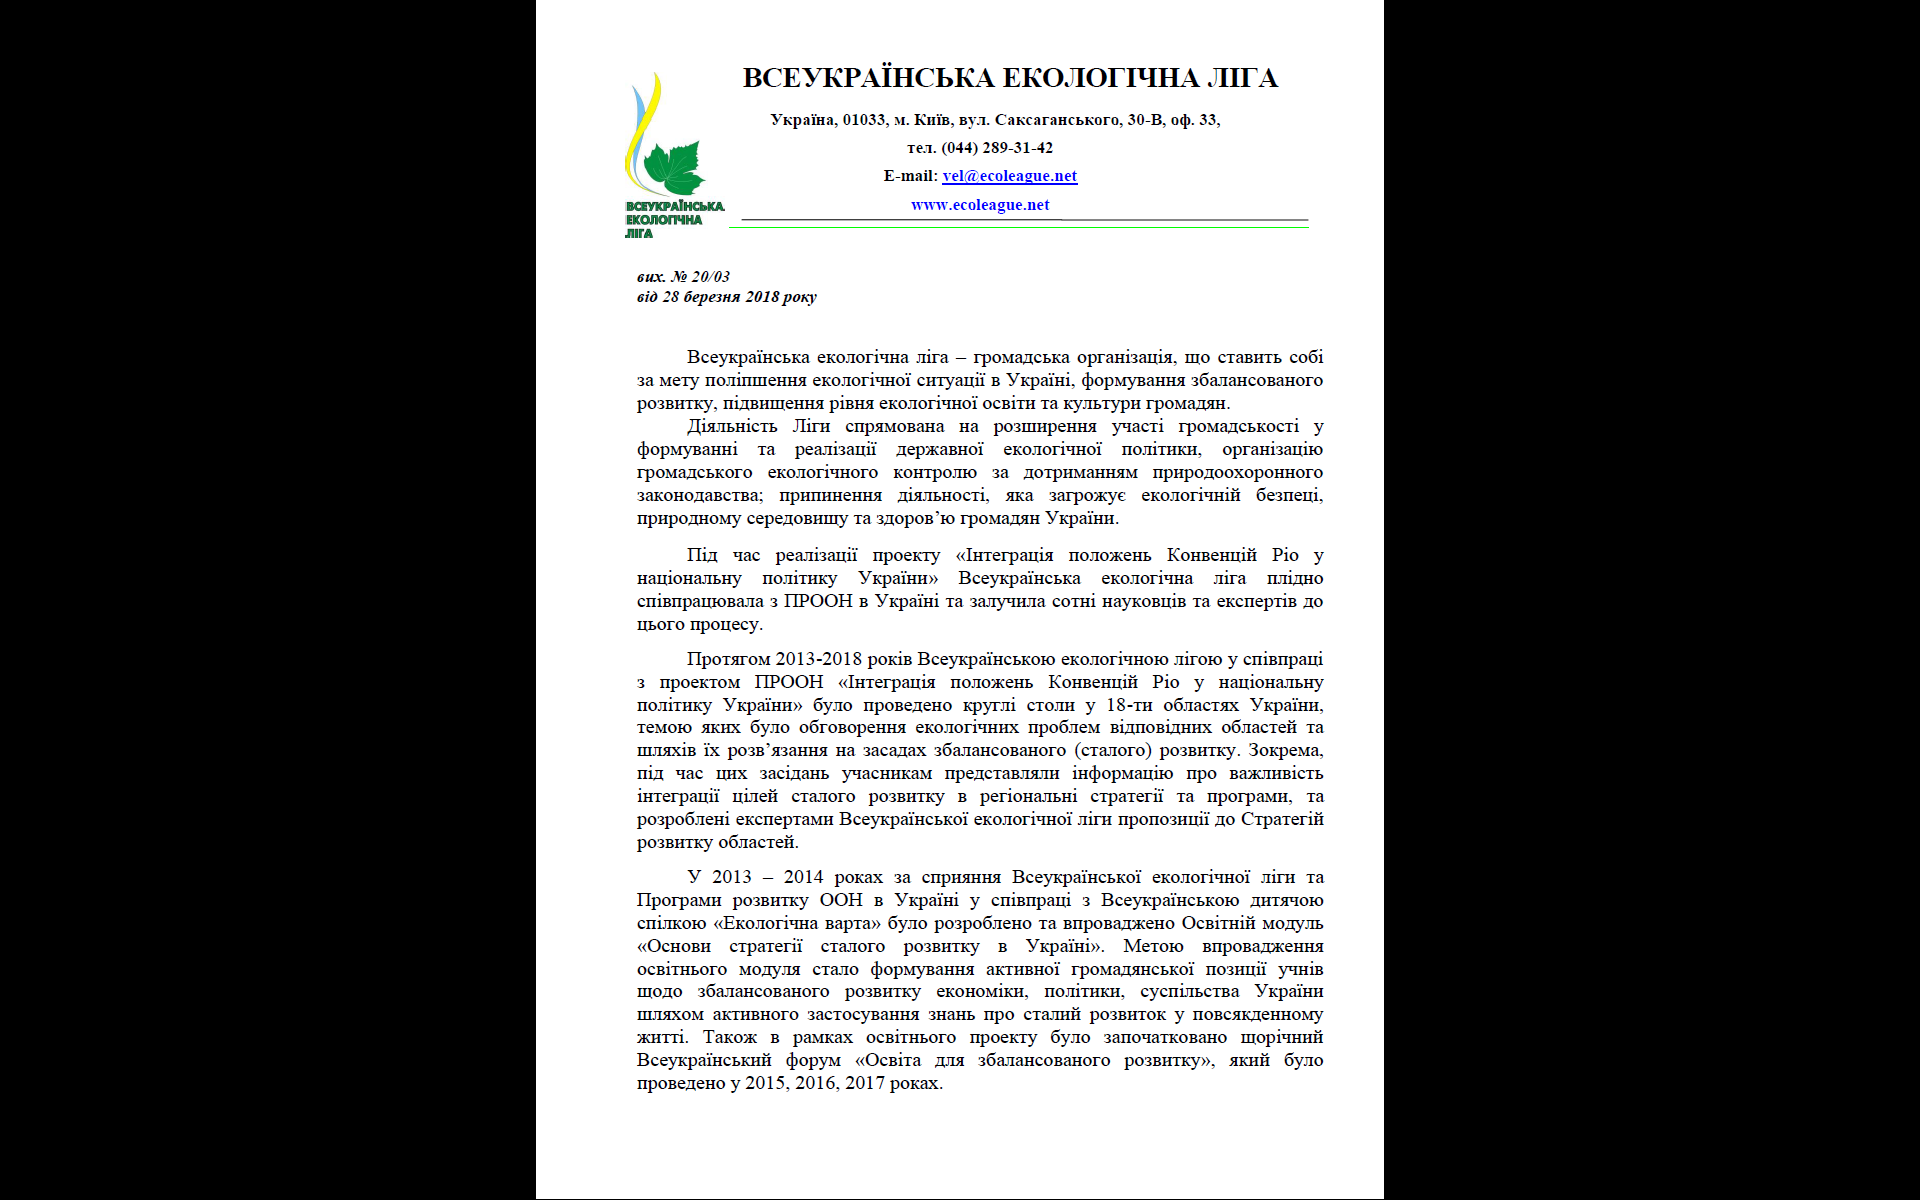 ВСЕУКРАЇНСЬКА ЕКОЛОГІЧНА ЛІГА
Україна, 01033, м. Київ, вул. Саксаганського, 30-В, оф. 33,
тел. (044) 289-31-42
E-mail: vel@ecoleague.net
www.ecoleague.net
ВСЕУКРАЇНСЬКА
ЕКОЛОГІЧНА
ЛІГА
вих. № 20/03
від 28 березня 2018 року
Всеукраїнська екологічна ліга – громадська організація, що ставить собі
за мету поліпшення екологічної ситуації в Україні, формування збалансованого
розвитку, підвищення рівня екологічної освіти та культури громадян.
Діяльність Ліги спрямована на розширення участі громадськості у
формуванні та реалізації державної екологічної політики, організацію
громадського екологічного контролю за дотриманням природоохоронного
законодавства; припинення діяльності, яка загрожує екологічній безпеці,
природному середовищу та здоров’ю громадян України.
Під час реалізації проекту «Інтеграція положень Конвенцій Ріо у
національну політику України» Всеукраїнська екологічна ліга плідно
співпрацювала з ПРООН в Україні та залучила сотні науковців та експертів до
цього процесу.
Протягом 2013-2018 років Всеукраїнською екологічною лігою у співпраці
з проектом ПРООН «Інтеграція положень Конвенцій Ріо у національну
політику України» було проведено круглі столи у 18-ти областях України,
темою яких було обговорення екологічних проблем відповідних областей та
шляхів їх розв’язання на засадах збалансованого (сталого) розвитку. Зокрема,
під час цих засідань учасникам представляли інформацію про важливість
інтеграції цілей сталого розвитку в регіональні стратегії та програми, та
розроблені експертами Всеукраїнської екологічної ліги пропозиції до Стратегій
розвитку областей.
У 2013 – 2014 роках за сприяння Всеукраїнської екологічної ліги та
Програми розвитку ООН в Україні у співпраці з Всеукраїнською дитячою
спілкою «Екологічна варта» було розроблено та впроваджено Освітній модуль
«Основи стратегії сталого розвитку в Україні». Метою впровадження
освітнього модуля стало формування активної громадянської позиції учнів
щодо збалансованого розвитку економіки, політики, суспільства України
шляхом активного застосування знань про сталий розвиток у повсякденному
житті. Також в рамках освітнього проекту було започатковано щорічний
Всеукраїнський форум «Освіта для збалансованого розвитку», який було
проведено у 2015, 2016, 2017 роках.